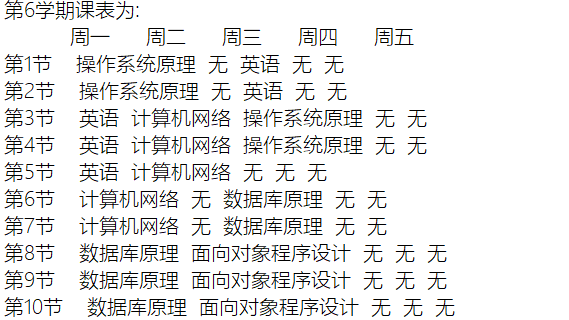 第6学期课表为:
周一 周二 周三 周四 周五
第1节 操作系统原理 无 英语 无 无
第2节 操作系统原理 无 英语 无 无
第3节 英语 计算机网络 操作系统原理 无 无
第4节 英语 计算机网络 操作系统原理 无 无
第5节 英语 计算机网络 无 无 无
第6节 计算机网络 无 数据库原理 无 无
第7节 计算机网络 无 数据库原理 无 无
第8节 数据库原理 面向对象程序设计 无 无 无
第9节 数据库原理 面向对象程序设计 无 无 无
第10节 数据库原理 面向对象程序设计 无 无 无